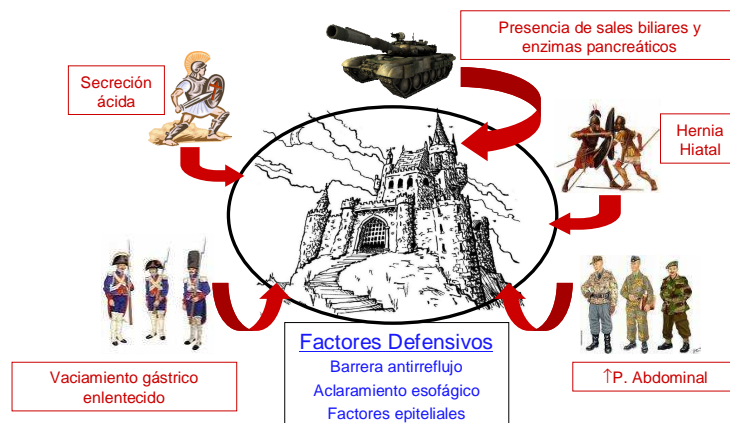 Presencia de sales biliares y
enzimas pancreáticos
Secreción
ácida
Hernia
Hiatal
Vaciamiento gástrico
enlentecido
Factores Defensivos
Barrera antirreflujo
Aclaramiento esofágico
Factores epiteliales
↑P. Abdominal